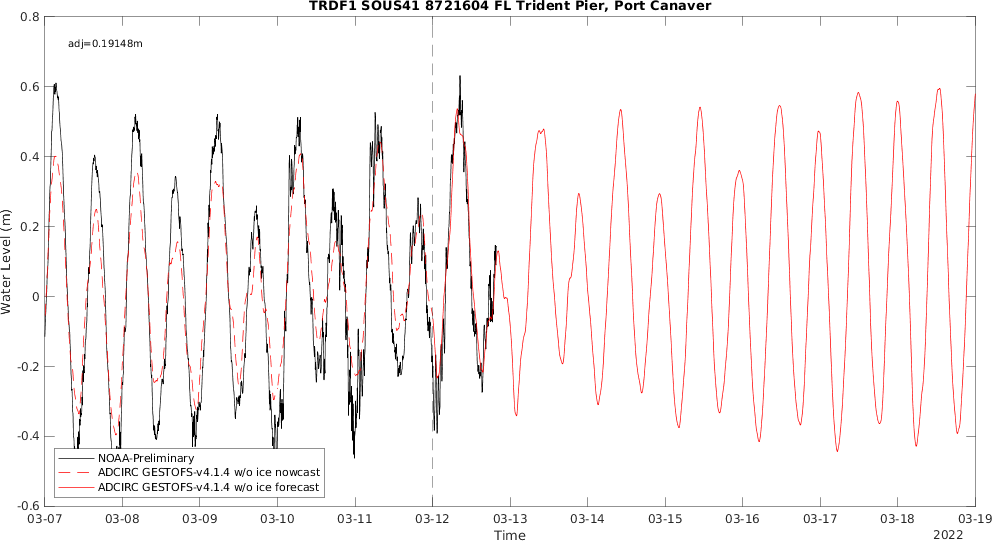 TRDF1 SOUS41 8721604 FL Trident Pier, Port Canaver
adj=0.19148m
0.8
0.6
0.4
0.2
0
-0.2
-0.4
-0.6
Water Level (m)
NOAA-Preliminary
ADCIRC GESTOFS-v4.1.4 w/o ice nowcast
ADCIRC GESTOFS-v4.1.4 w/o ice forecast
03-07 03-08 03-09 03-10 03-11 03-12 03-13 03-14 03-15 03-16 03-17 03-18 03-19
Time
2022